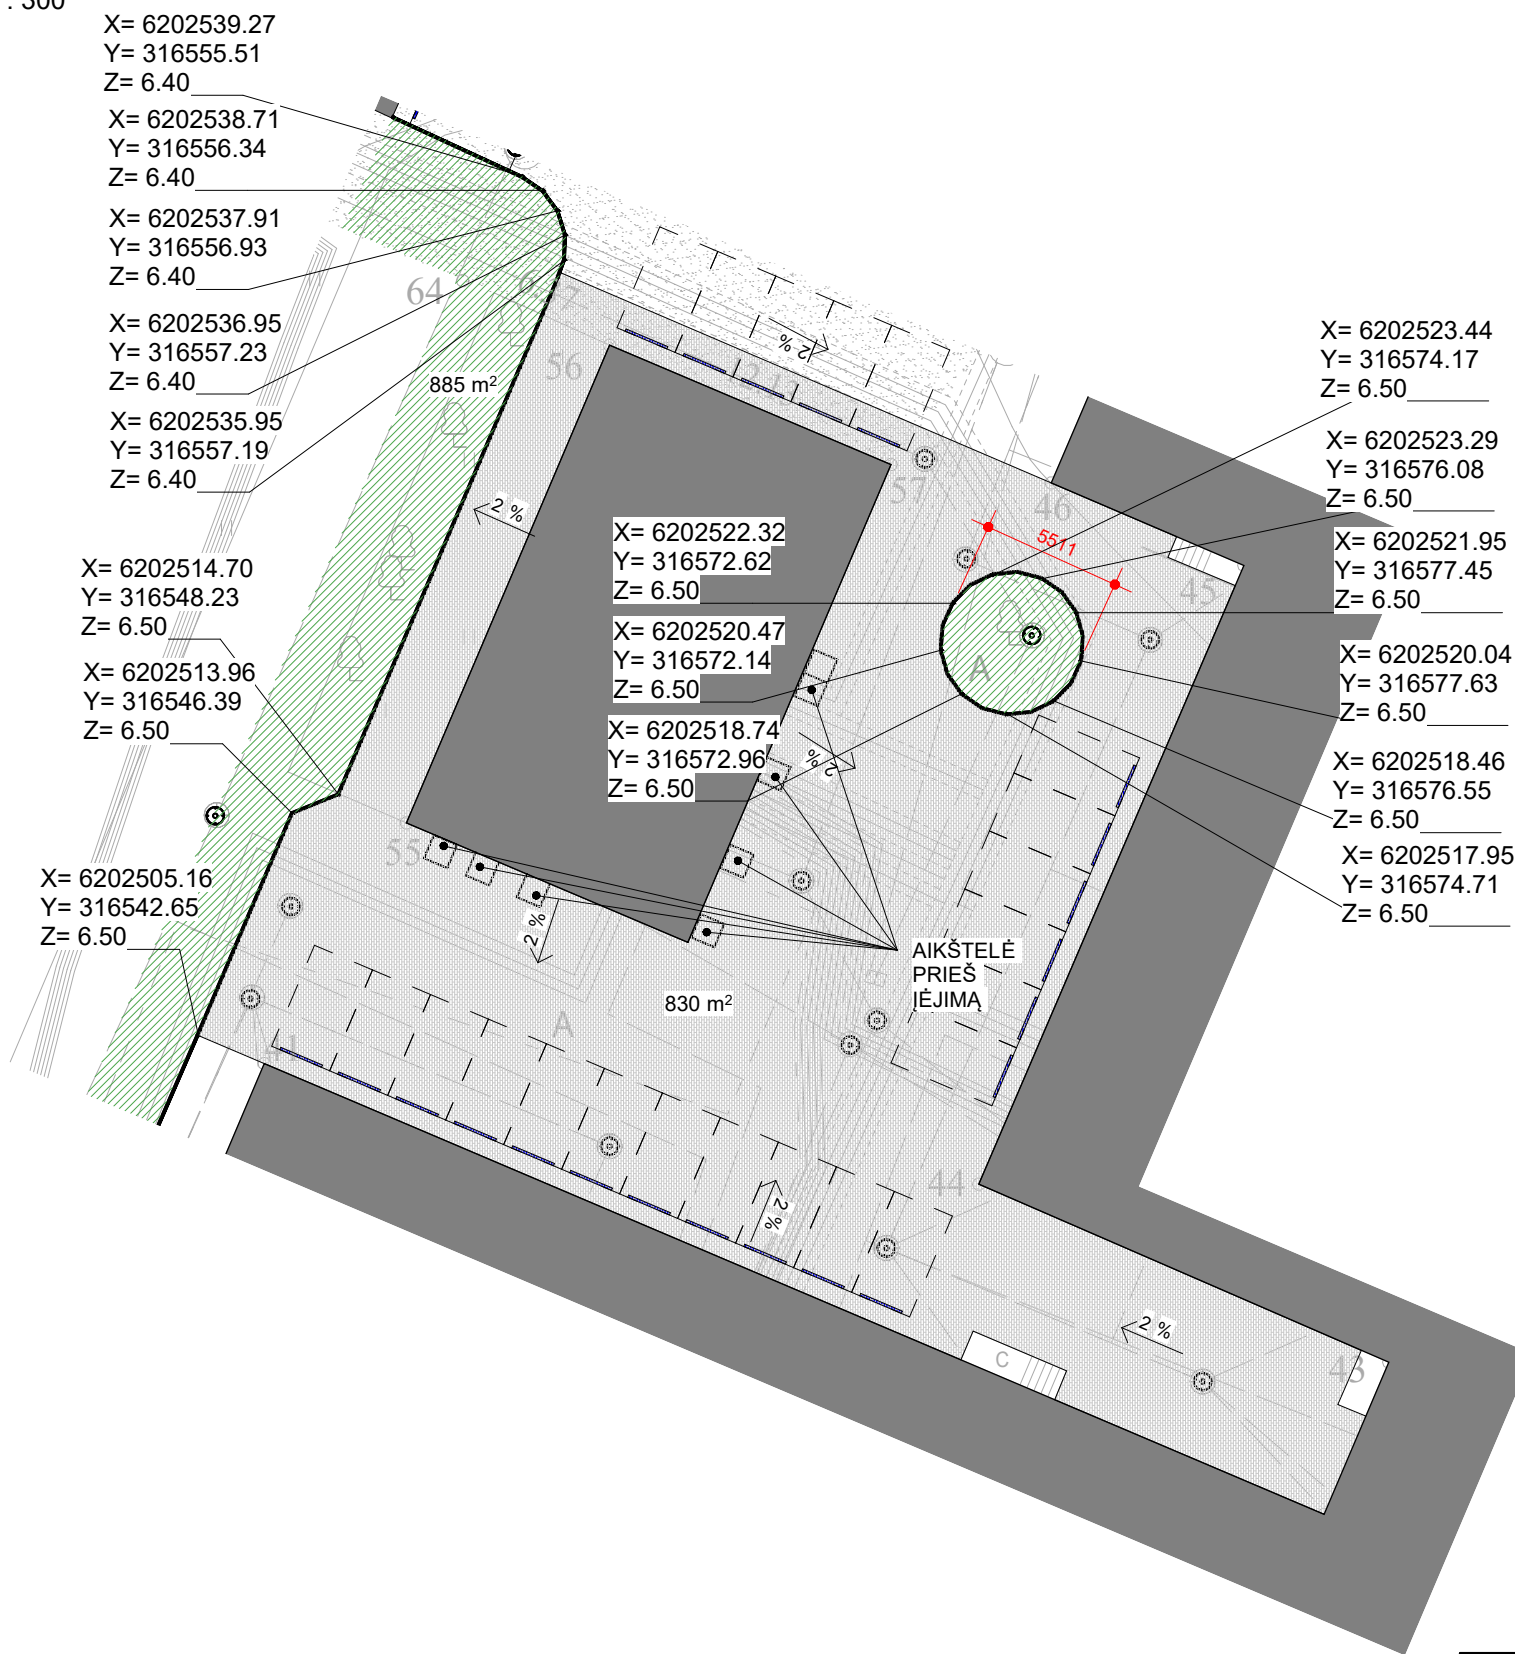 : 300
X= 6202539.27
Y= 316555.51
Z= 6.40
X= 6202538.71
Y= 316556.34
Z= 6.40
X= 6202537.91
Y= 316556.93
Z= 6.40
X= 6202536.95
Y= 316557.23
Z= 6.40
X= 6202535.95
Y= 316557.19
Z= 6.40
X= 6202514.70
Y= 316548.23
Z= 6.50
X= 6202513.96
Y= 316546.39
Z= 6.50
X= 6202505.16
Y= 316542.65
Z= 6.50
64
56
885 m²
2 %
2 %
57
46
5511
45
A
X= 6202522.32
Y= 316572.62
Z= 6.50
X= 6202520.47
Y= 316572.14
Z= 6.50
X= 6202518.74
Y= 316572.96
Z= 6.50
X= 6202523.44
Y= 316574.17
Z= 6.50
X= 6202523.29
Y= 316576.08
Z= 6.50
X= 6202521.95
Y= 316577.45
Z= 6.50
X= 6202520.04
Y= 316577.63
Z= 6.50
X= 6202518.46
Y= 316576.55
Z= 6.50
X= 6202517.95
Y= 316574.71
Z= 6.50
2 %
55
2 %
AIKŠTELĖ
PRIEŠ
ĮĖJIMĄ
830 m²
A
41
44
2 %
2 %
C
43